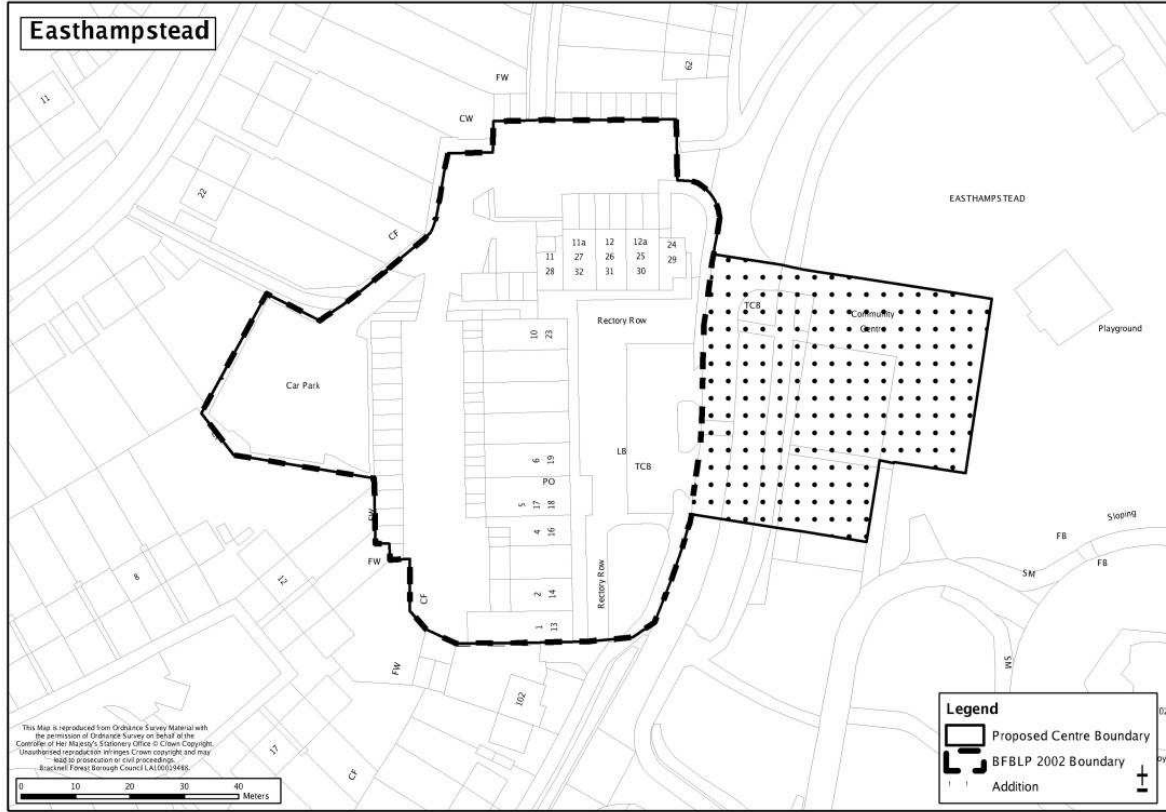 Easthampstead
11
FW
62
CW
22
EASTHAMPSTEAD
CF
11a 12 12a 24
11 27 26 25 29
28 32 31 30
TCB
Community
Centre
Rectory Row
Playground
10 23
Car Park
6 19
LB
TCB
PO
5 17 18
4 16
FW
FW
Sloping
FB
FB
SM
8
12
CF
2 14
Rectory Row
1 13
SM
FW
102
17
CF
This Map is reproduced from Ordnance Survey Material with
the permission of Ordnance Survey on behalf of the
Controller of Her Majesty's Stationery Office © Crown Copyright.
Unauthorised reproduction infringes Crown copyright and may
lead to prosecution or civil proceedings.
Bracknell Forest Borough Council LA100019488.
0 10 20 30 40
Meters
Legend
Proposed Centre Boundary
BFBLP 2002 Boundary
Addition